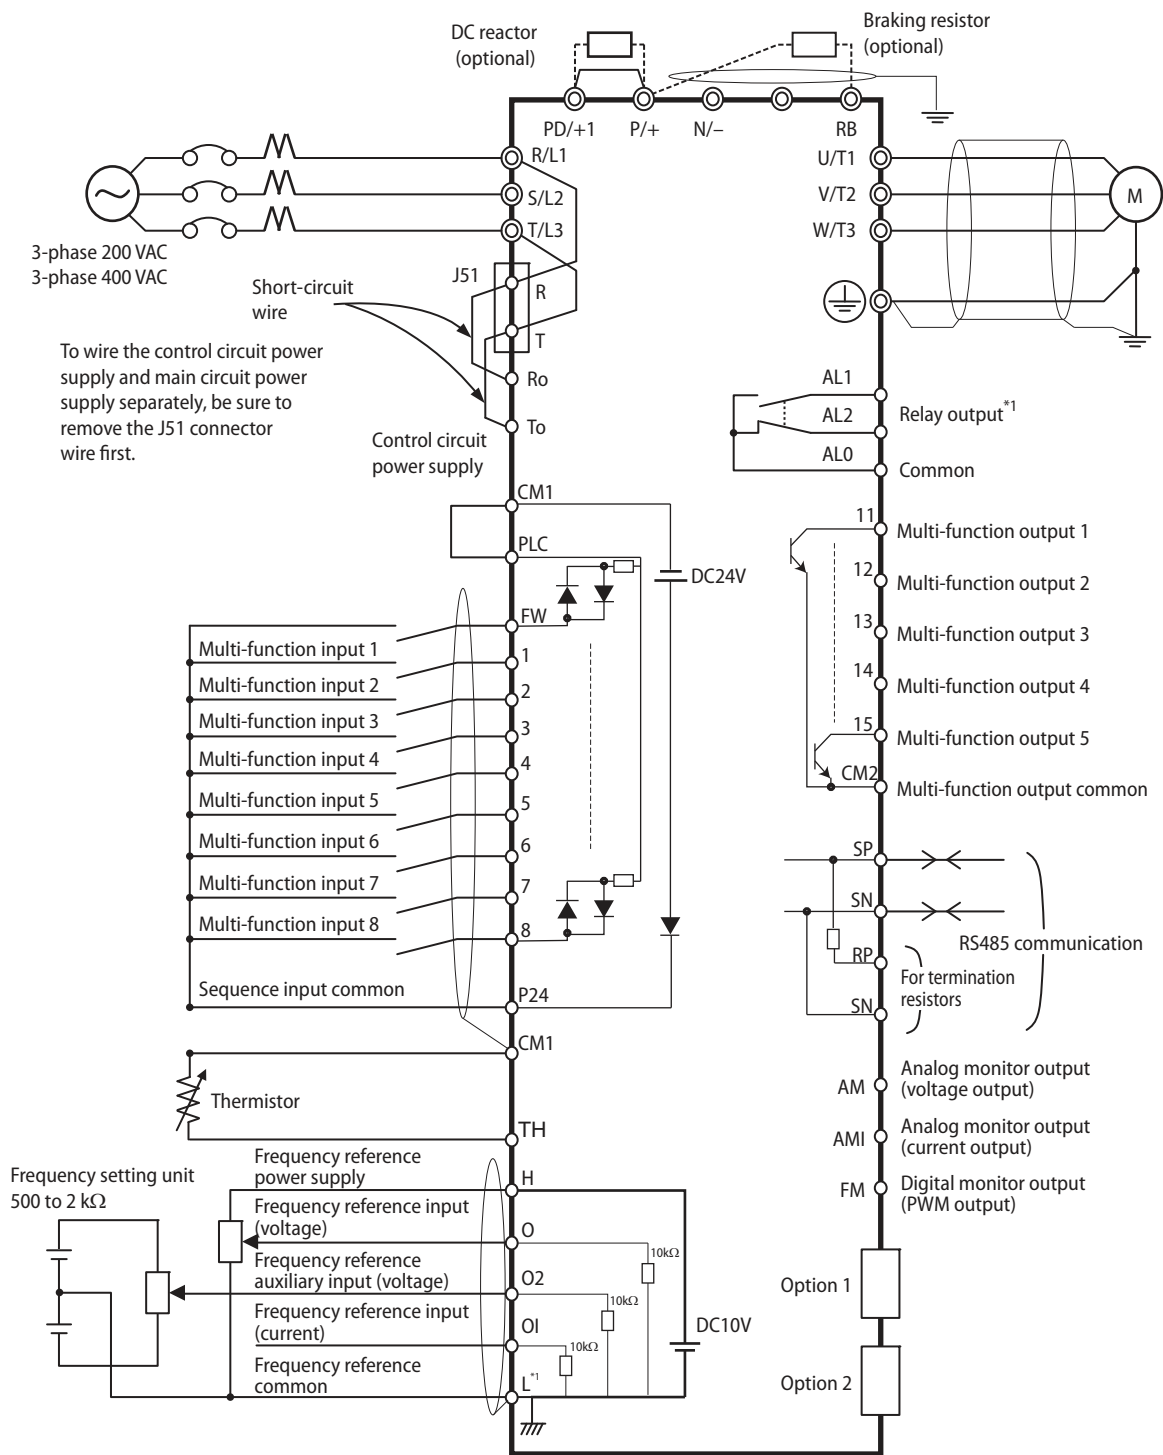 DC reactor
(optional)
Braking resistor
(optional)
PD/+1
P/+
N/−
RB
R/L1
S/L2
T/L3
U/T1
V/T2
W/T3
M
3-phase 200 VAC
3-phase 400 VAC
J51
R
T
Short-circuit
wire
Ro
To
To wire the control circuit power
supply and main circuit power
supply separately, be sure to
remove the J51 connector
wire first.
Control circuit
power supply
AL1
AL2
Relay output*1
AL0
Common
CM1
PLC
DC24V
11
Multi-function output 1
12
Multi-function output 2
13
Multi-function output 3
14
Multi-function output 4
15
Multi-function output 5
CM2
Multi-function output common
FW
Multi-function input 1
1
Multi-function input 2
2
Multi-function input 3
3
Multi-function input 4
4
Multi-function input 5
5
Multi-function input 6
6
Multi-function input 7
7
Multi-function input 8
8
Sequence input common
P24
CM1
Thermistor
TH
SP
SN
RS485 communication
RP
For termination
resistors
SN
AM
Analog monitor output
(voltage output)
AMI
Analog monitor output
(current output)
FM
Digital monitor output
(PWM output)
Frequency setting unit
500 to 2 kΩ
Frequency reference
power supply
H
Frequency reference input
(voltage)
O
10kΩ
Frequency reference
auxiliary input (voltage)
O2
10kΩ
Frequency reference input
(current)
OI
10kΩ
DC10V
Frequency reference
common
L*1
Option 1
Option 2